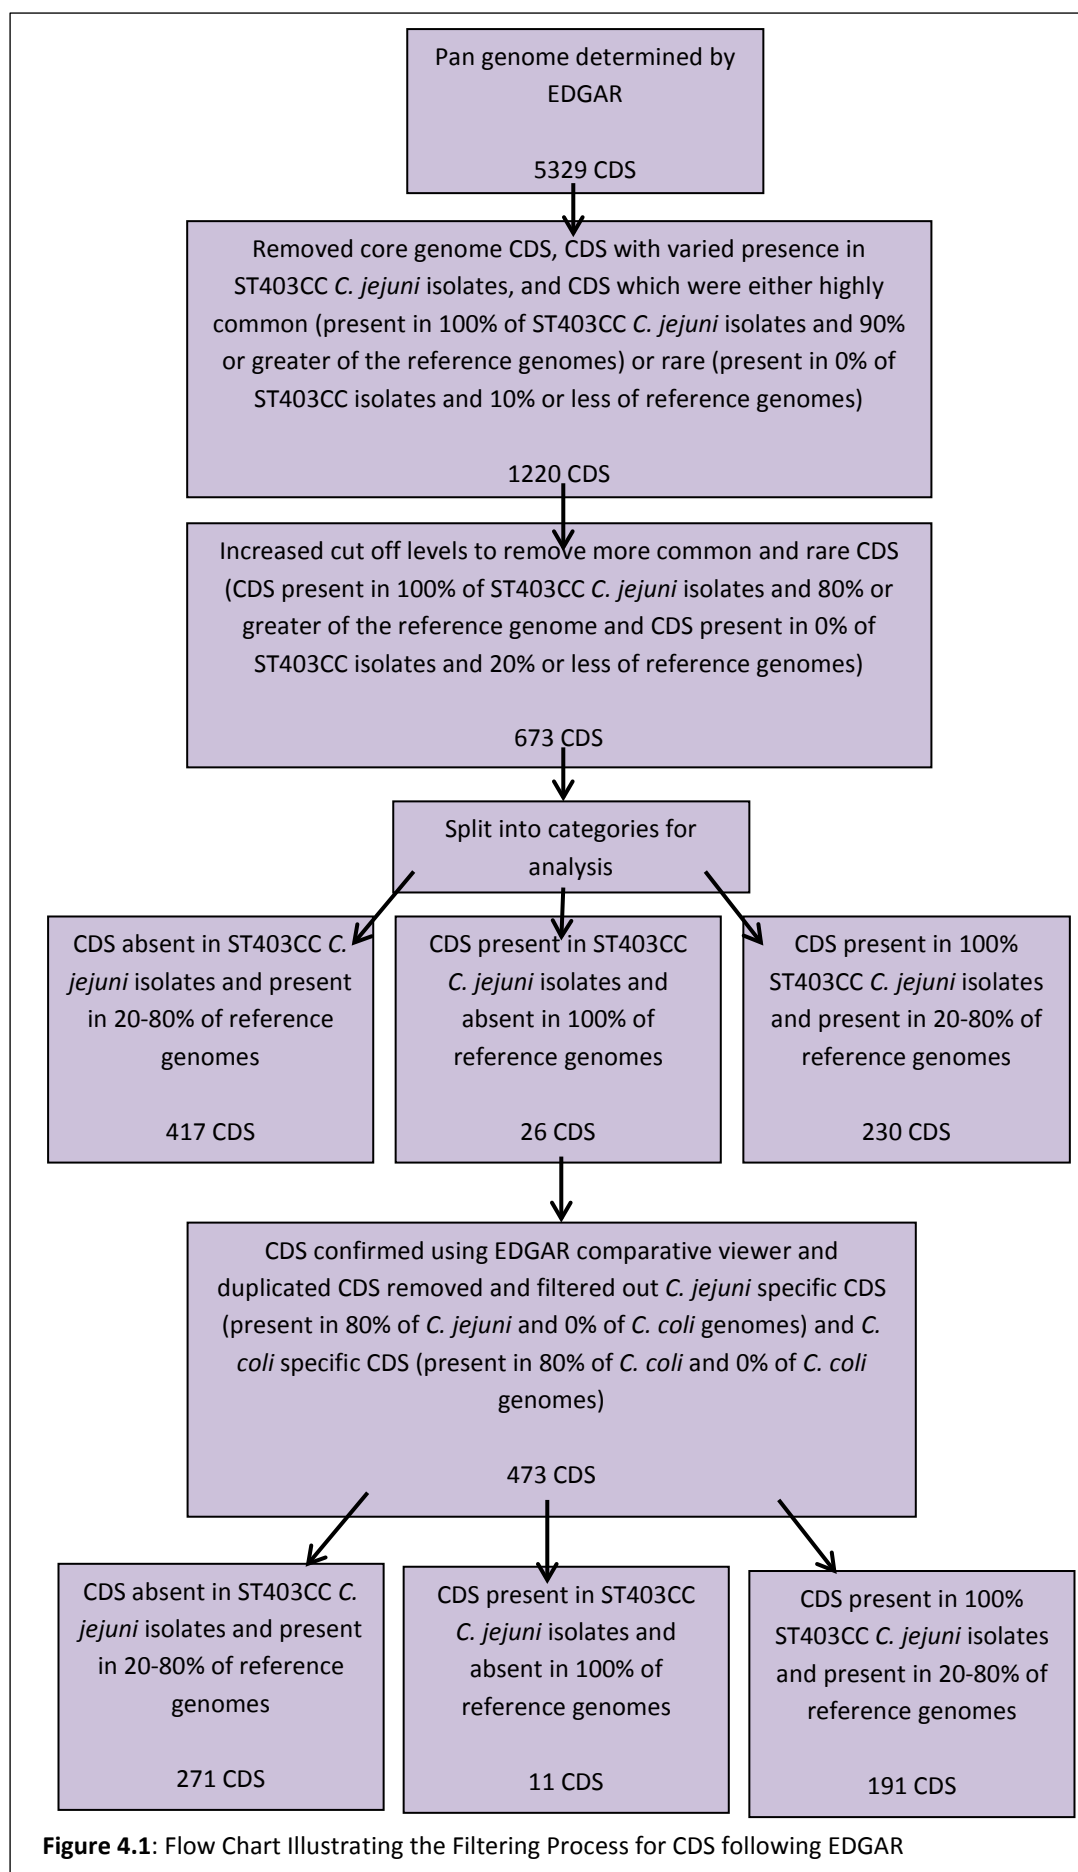 Pan genome determined by
EDGAR
5329 CDS
Removed core genome CDS, CDS with varied presence in
ST403CC C. jejuni isolates, and CDS which were either highly
common (present in 100% of ST403CC C. jejuni isolates and 90%
or greater of the reference genomes) or rare (present in 0% of
ST403CC isolates and 10% or less of reference genomes)
1220 CDS
Increased cut off levels to remove more common and rare CDS
(CDS present in 100% of ST403CC C. jejuni isolates and 80% or
greater of the reference genome and CDS present in 0% of
ST403CC isolates and 20% or less of reference genomes)
673 CDS
Split into categories for
analysis
CDS absent in ST403CC C.
jejuni isolates and present
in 20-80% of reference
genomes
417 CDS
CDS present in ST403CC
C. jejuni isolates and
absent in 100% of
reference genomes
26 CDS
CDS present in 100%
ST403CC C. jejuni isolates
and present in 20-80% of
reference genomes
230 CDS
CDS confirmed using EDGAR comparative viewer and
duplicated CDS removed and filtered out C. jejuni specific CDS
(present in 80% of C. jejuni and 0% of C. coli genomes) and C.
coli specific CDS (present in 80% of C. coli and 0% of C. coli
genomes)
473 CDS
CDS absent in ST403CC C.
jejuni isolates and present
in 20-80% of reference
genomes
271 CDS
CDS present in ST403CC
C. jejuni isolates and
absent in 100% of
reference genomes
11 CDS
CDS present in 100%
ST403CC C. jejuni isolates
and present in 20-80% of
reference genomes
191 CDS
Figure 4.1: Flow Chart Illustrating the Filtering Process for CDS following EDGAR